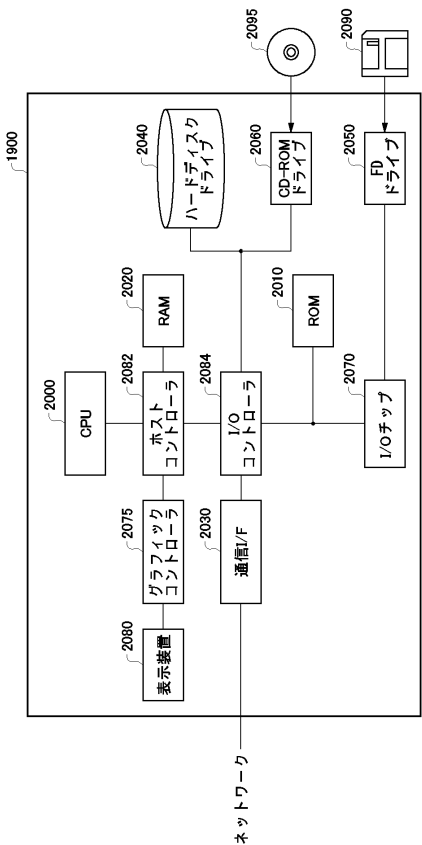 1900
2000
CPU
2020
RAM
2040
ハードディスク
ドライブ
2095
2080
表示装置
2075
グラフィック
コントローラ
2082
ホスト
コントローラ
2060
CD-ROM
ドライブ
ネットワーク
2030
通信I/F
2084
I/O
コントローラ
2010
ROM
2090
2050
FD
ドライブ
2070
I/Oチップ